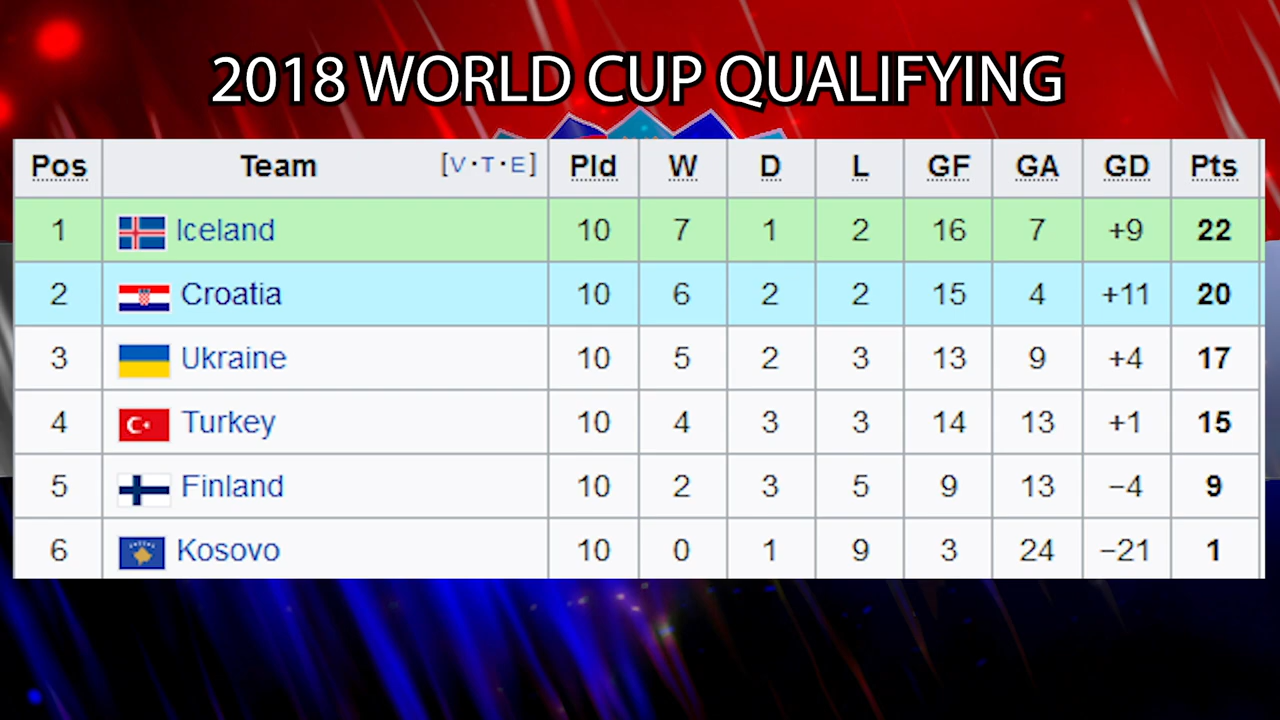 2018 WORLD CUP QUALIFYING
Pos Team [V·T·E] Pld W D L GF GA GD Pts
1 Iceland 10 7 1 2 16 7 +9 22
2 Croatia 10 6 2 2 15 4 +11 20
3 Ukraine 10 5 2 3 13 9 +4 17
4 Turkey 10 4 3 3 14 13 +1 15
5 Finland 10 2 3 5 9 13 −4 9
6 Kosovo 10 0 1 9 3 24 −21 1